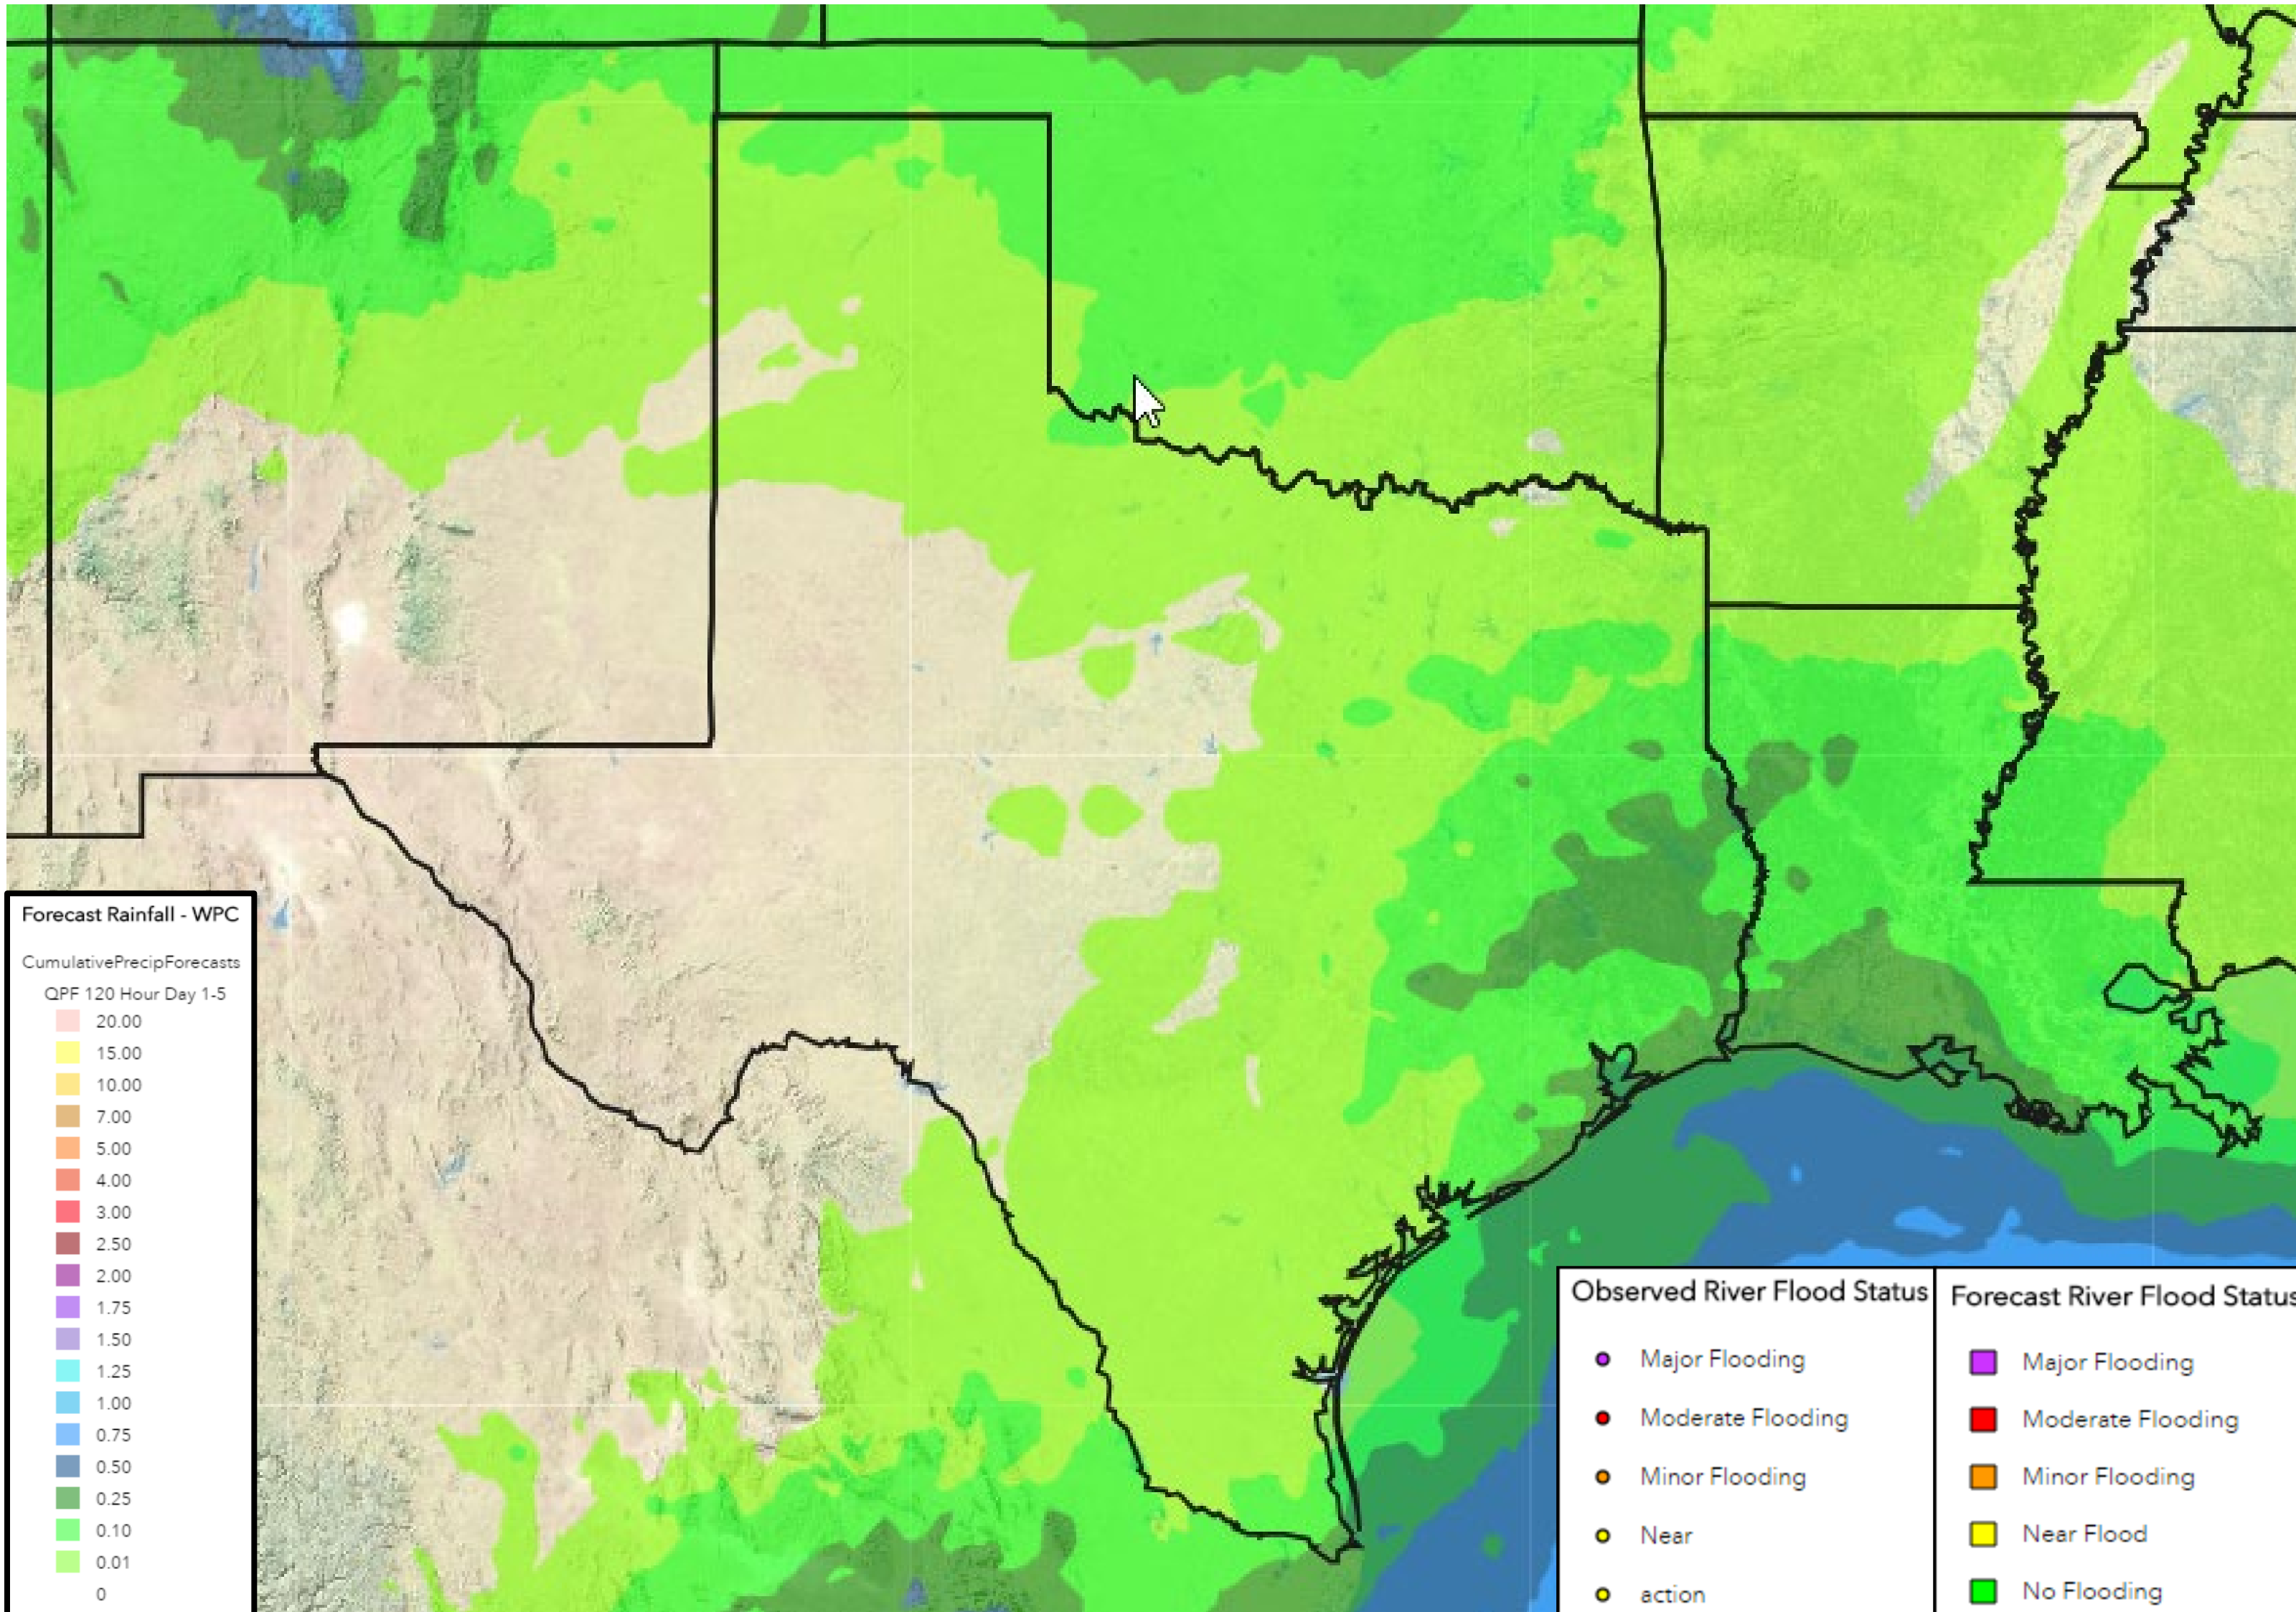 Forecast Rainfall - WPC
CumulativePrecipForecasts
QPF 120 Hour Day 1-5
20.00
15.00
10.00
7.00
5.00
4.00
3.00
2.50
2.00
1.75
1.50
1.25
1.00
0.75
0.50
0.25
0.10
0.01
0
Observed River Flood Status
Major Flooding
Moderate Flooding
Minor Flooding
Near
action
Forecast River Flood Status
Major Flooding
Moderate Flooding
Minor Flooding
Near Flood
No Flooding